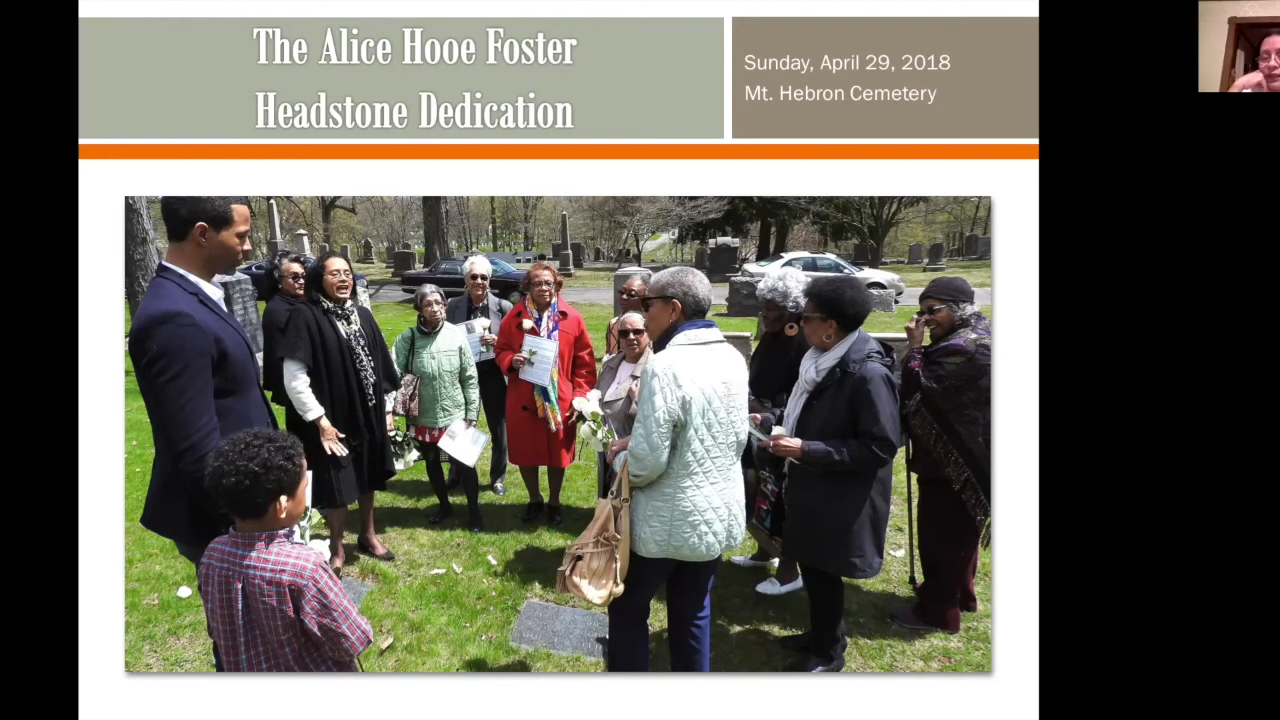 The Alice Hooe Foster
Headstone Dedication
Sunday, April 29, 2018
Mt. Hebron Cemetery